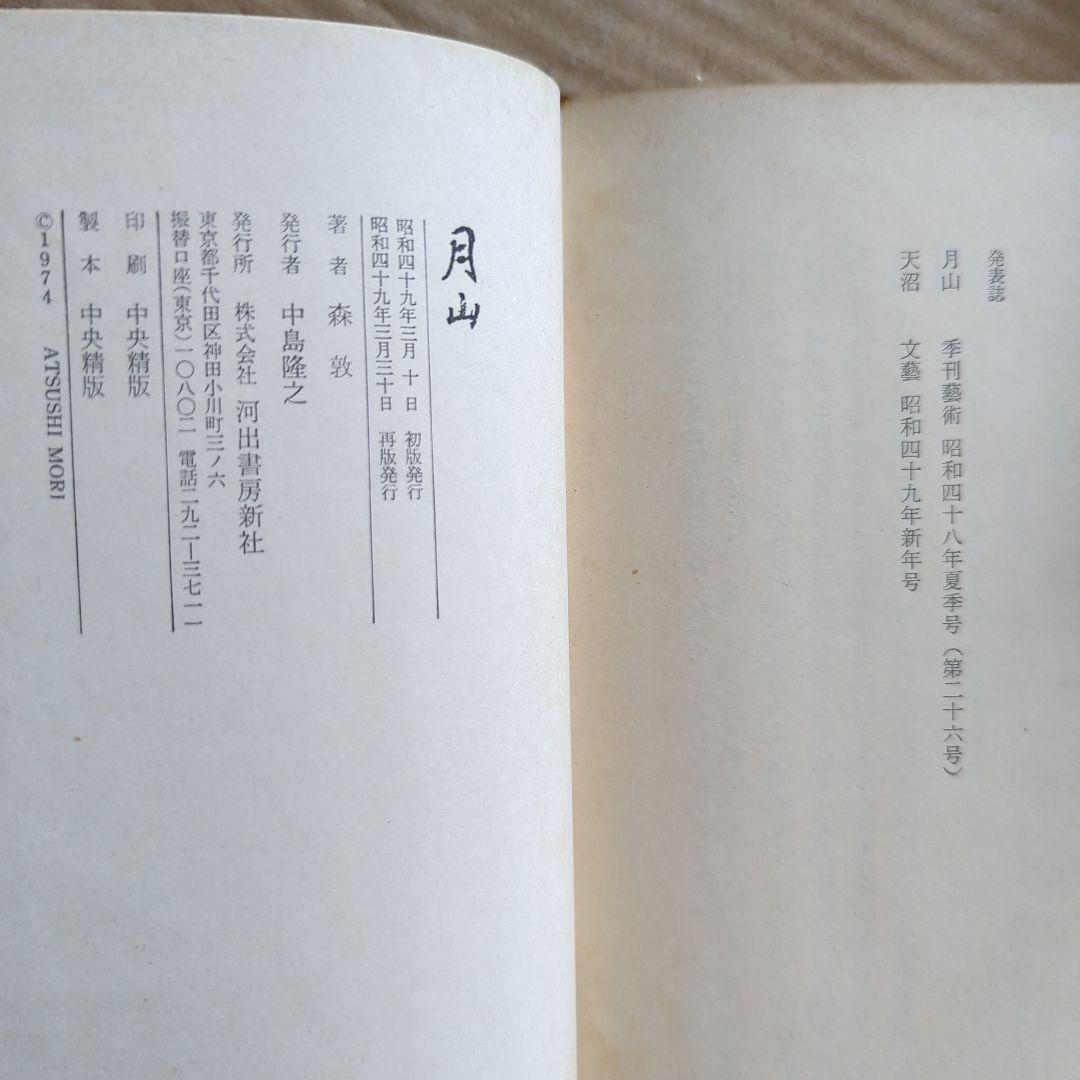 発表誌
月山 季刊藝術 昭和四十八年夏季号(第二十六号)
天沼 文藝 昭和四十九年新年号
月山
昭和四十九年三月 十 日 初版発行
昭和四十九年三月三十日 再版発行
著者 森敦
発行者 中島隆之
発行所 株式会社 河出書房新社
東京都千代田区神田小川町三ノ六
振替口座(東京)一〇八〇二 電話二九二―三七一一
印刷 中央精版
製本 中央精版
©1974 ATSUSHI MORI